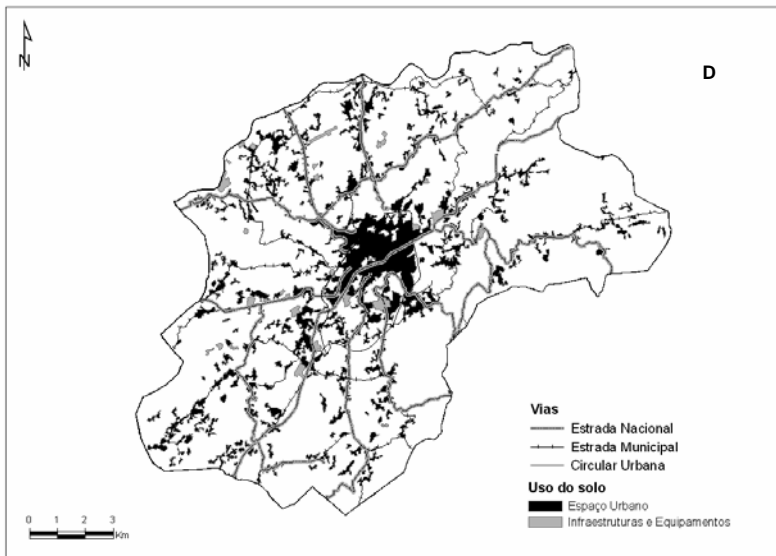 N
D
Vias
Estrada Nacional
Estrada Municipal
Circular Urbana
Uso do solo
Espaço Urbano
Infraestruturas e Equipamentos
0 1 2 3
Km